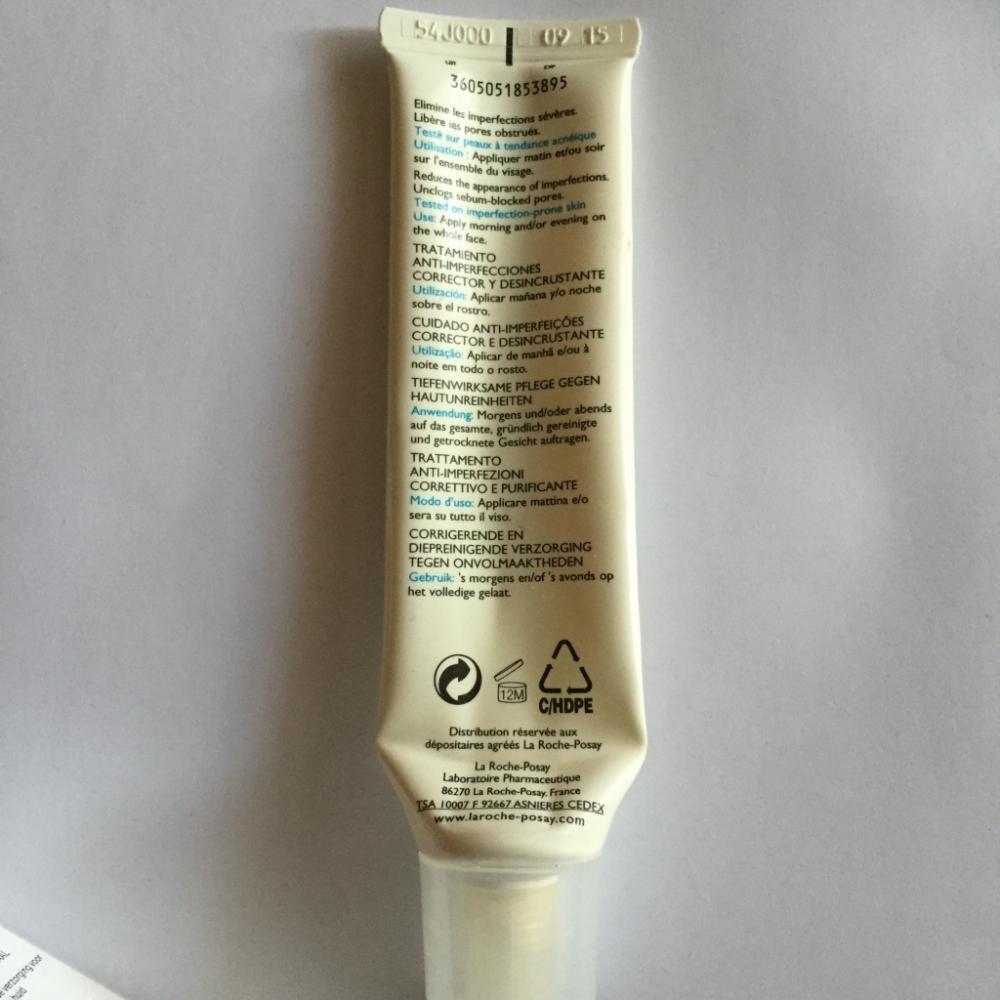 54J000 09 15
LOT EXP
3605051853895
Elimine les imperfections sévères.
Libère les pores obstrués.
Testé sur peaux à tendance acnéique
Utilisation : Appliquer matin et/ou soir
sur l'ensemble du visage.
Reduces the appearance of imperfections.
Unclogs sebum-blocked pores.
Tested on imperfection-prone skin
Use: Apply morning and/or evening on
the whole face.
TRATAMIENTO
ANTI-IMPERFECCIONES
CORRECTOR Y DESINCRUSTANTE
Utilización: Aplicar mañana y/o noche
sobre el rostro.
CUIDADO ANTI-IMPERFEIÇÕES
CORRECTOR E DESINCRUSTANTE
Utilização: Aplicar de manhã e/ou à
noite em todo o rosto.
TIEFENWIRKSAME PFLEGE GEGEN
HAUTUNREINHEITEN
Anwendung: Morgens und/oder abends
auf das gesamte, gründlich gereinigte
und getrocknete Gesicht auftragen.
TRATTAMENTO
ANTI-IMPERFEZIONI
CORRETTIVO E PURIFICANTE
Modo d'uso: Applicare mattina e/o
sera su tutto il viso.
CORRIGERENDE EN
DIEPREINIGENDE VERZORGING
TEGEN ONVOLMAAKTHEDEN
Gebruik: 's morgens en/of 's avonds op
het volledige gelaat.
12M
C/HDPE
Distribution réservée aux
dépositaires agréés La Roche-Posay
La Roche-Posay
Laboratoire Pharmaceutique
86270 La Roche-Posay, France
TSA 10007 F 92667 ASNIERES CEDEX
www.laroche-posay.com
verzorging voor
huid